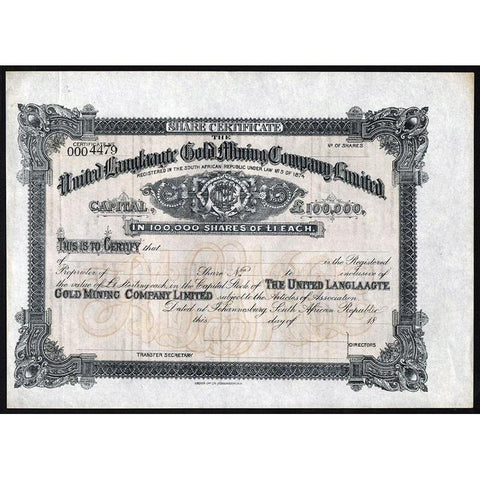 SHARE CERTIFICATE
CERTIFICATE No
000 4479
THE
No OF SHARES
United Langlaagte Gold Mining Company Limited.
REGISTERED IN THE SOUTH AFRICAN REPUBLIC UNDER LAW No 5 OF 1874
CAPITAL, £100,000,
IN 100,000 SHARES OF £1 EACH.
THIS IS TO CERTIFY that
of is the Registered
Proprietor of Share No to inclusive of
the value of £1 Sterling each, in the Capital Stock of THE UNITED LANGLAAGTE
GOLD MINING COMPANY LIMITED subject to the Articles of Association.
Dated at Johannesburg, South African Republic
this day of 18
DIRECTORS
TRANSFER SECRETARY